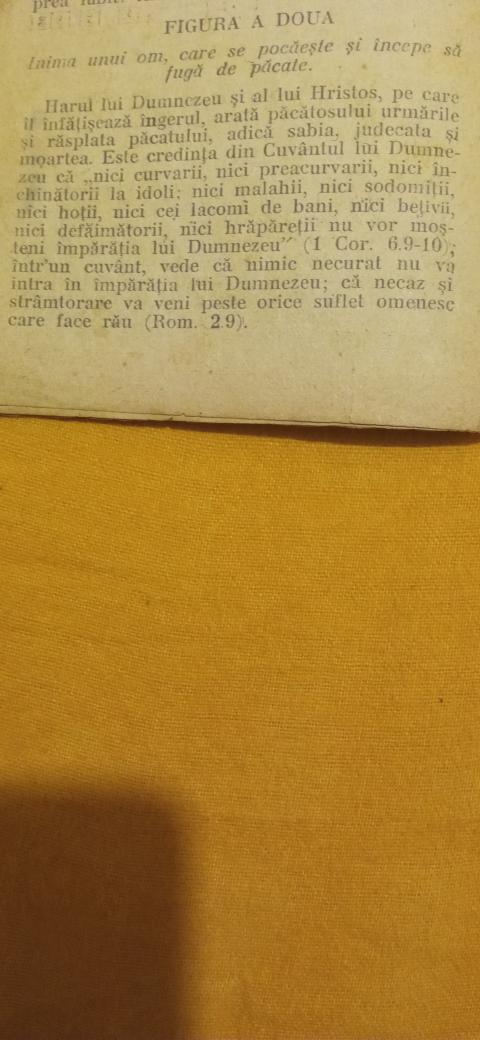 prea
FIGURA A DOUA
Inima unui om, care se pocăește și începe să
fugă de păcate.
Harul lui Dumnezeu și al lui Hristos, pe care
îl înfățișează îngerul, arată păcătosului urmările
și răsplata păcatului, adică sabia, judecata și
moartea. Este credința din Cuvântul lui Dumne-
zeu că „nici curvarii, nici preacurvarii, nici în-
chinătorii la idoli; nici malahii, nici sodomiții,
nici hoții, nici cei lacomi de bani, nici bețivii,
nici defăimătorii, nici hrăpăreții nu vor moș-
teni împărăția lui Dumnezeu” (1 Cor. 6.9-10);
într'un cuvânt, vede că nimic necurat nu va
intra în împărăția lui Dumnezeu; că necaz și
strâmtorare va veni peste orice suflet omenesc
care face rău (Rom. 2.9).